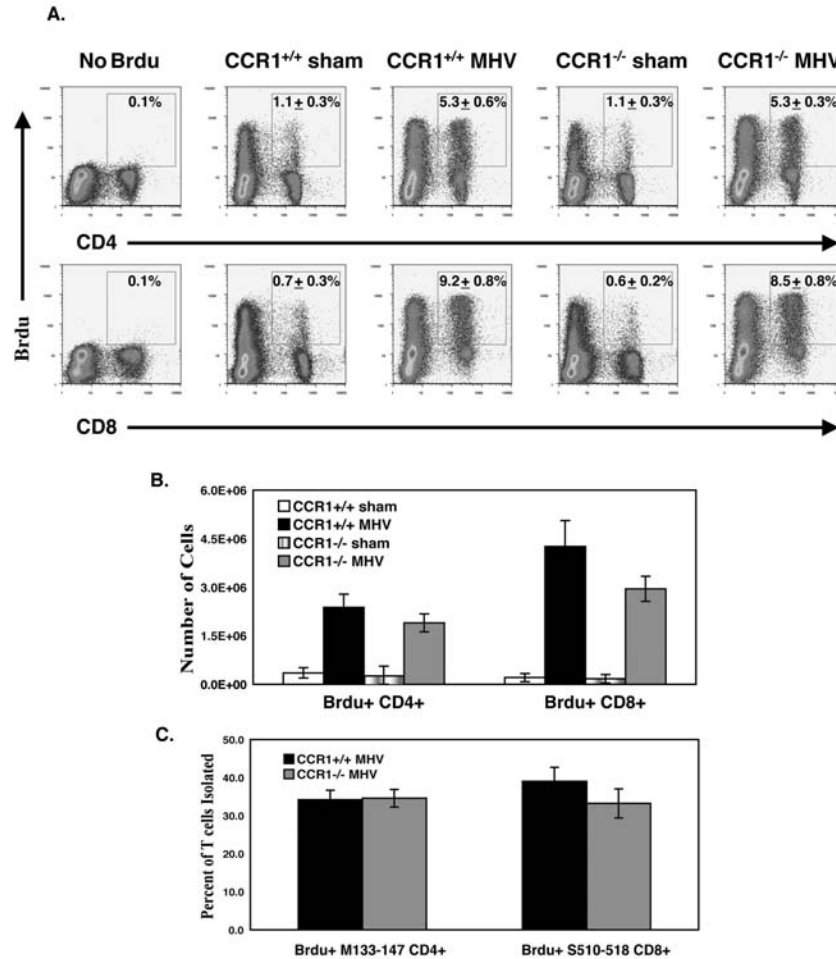 A.
No Brdu CCR1+/+ sham CCR1+/+ MHV CCR1-/- sham CCR1-/- MHV
0.1% 1.1 ± 0.3% 5.3 ± 0.6% 1.1 ± 0.3% 5.3 ± 0.3%
CD4
0.1% 0.7 ± 0.3% 9.2 ± 0.8% 0.6 ± 0.2% 8.5 ± 0.8%
Brdu
CD8
B.
Number of Cells
6.0E+06
4.5E+06
3.0E+06
1.5E+06
0.0E+00
CCR1+/+ sham
CCR1+/+ MHV
CCR1-/- sham
CCR1-/- MHV
Brdu+ CD4+ Brdu+ CD8+
C.
Percent of T cells Isolated
50.0
40.0
30.0
20.0
10.0
0.0
CCR1+/+ MHV
CCR1-/- MHV
Brdu+ M133-147 CD4+ Brdu+ S510-518 CD8+